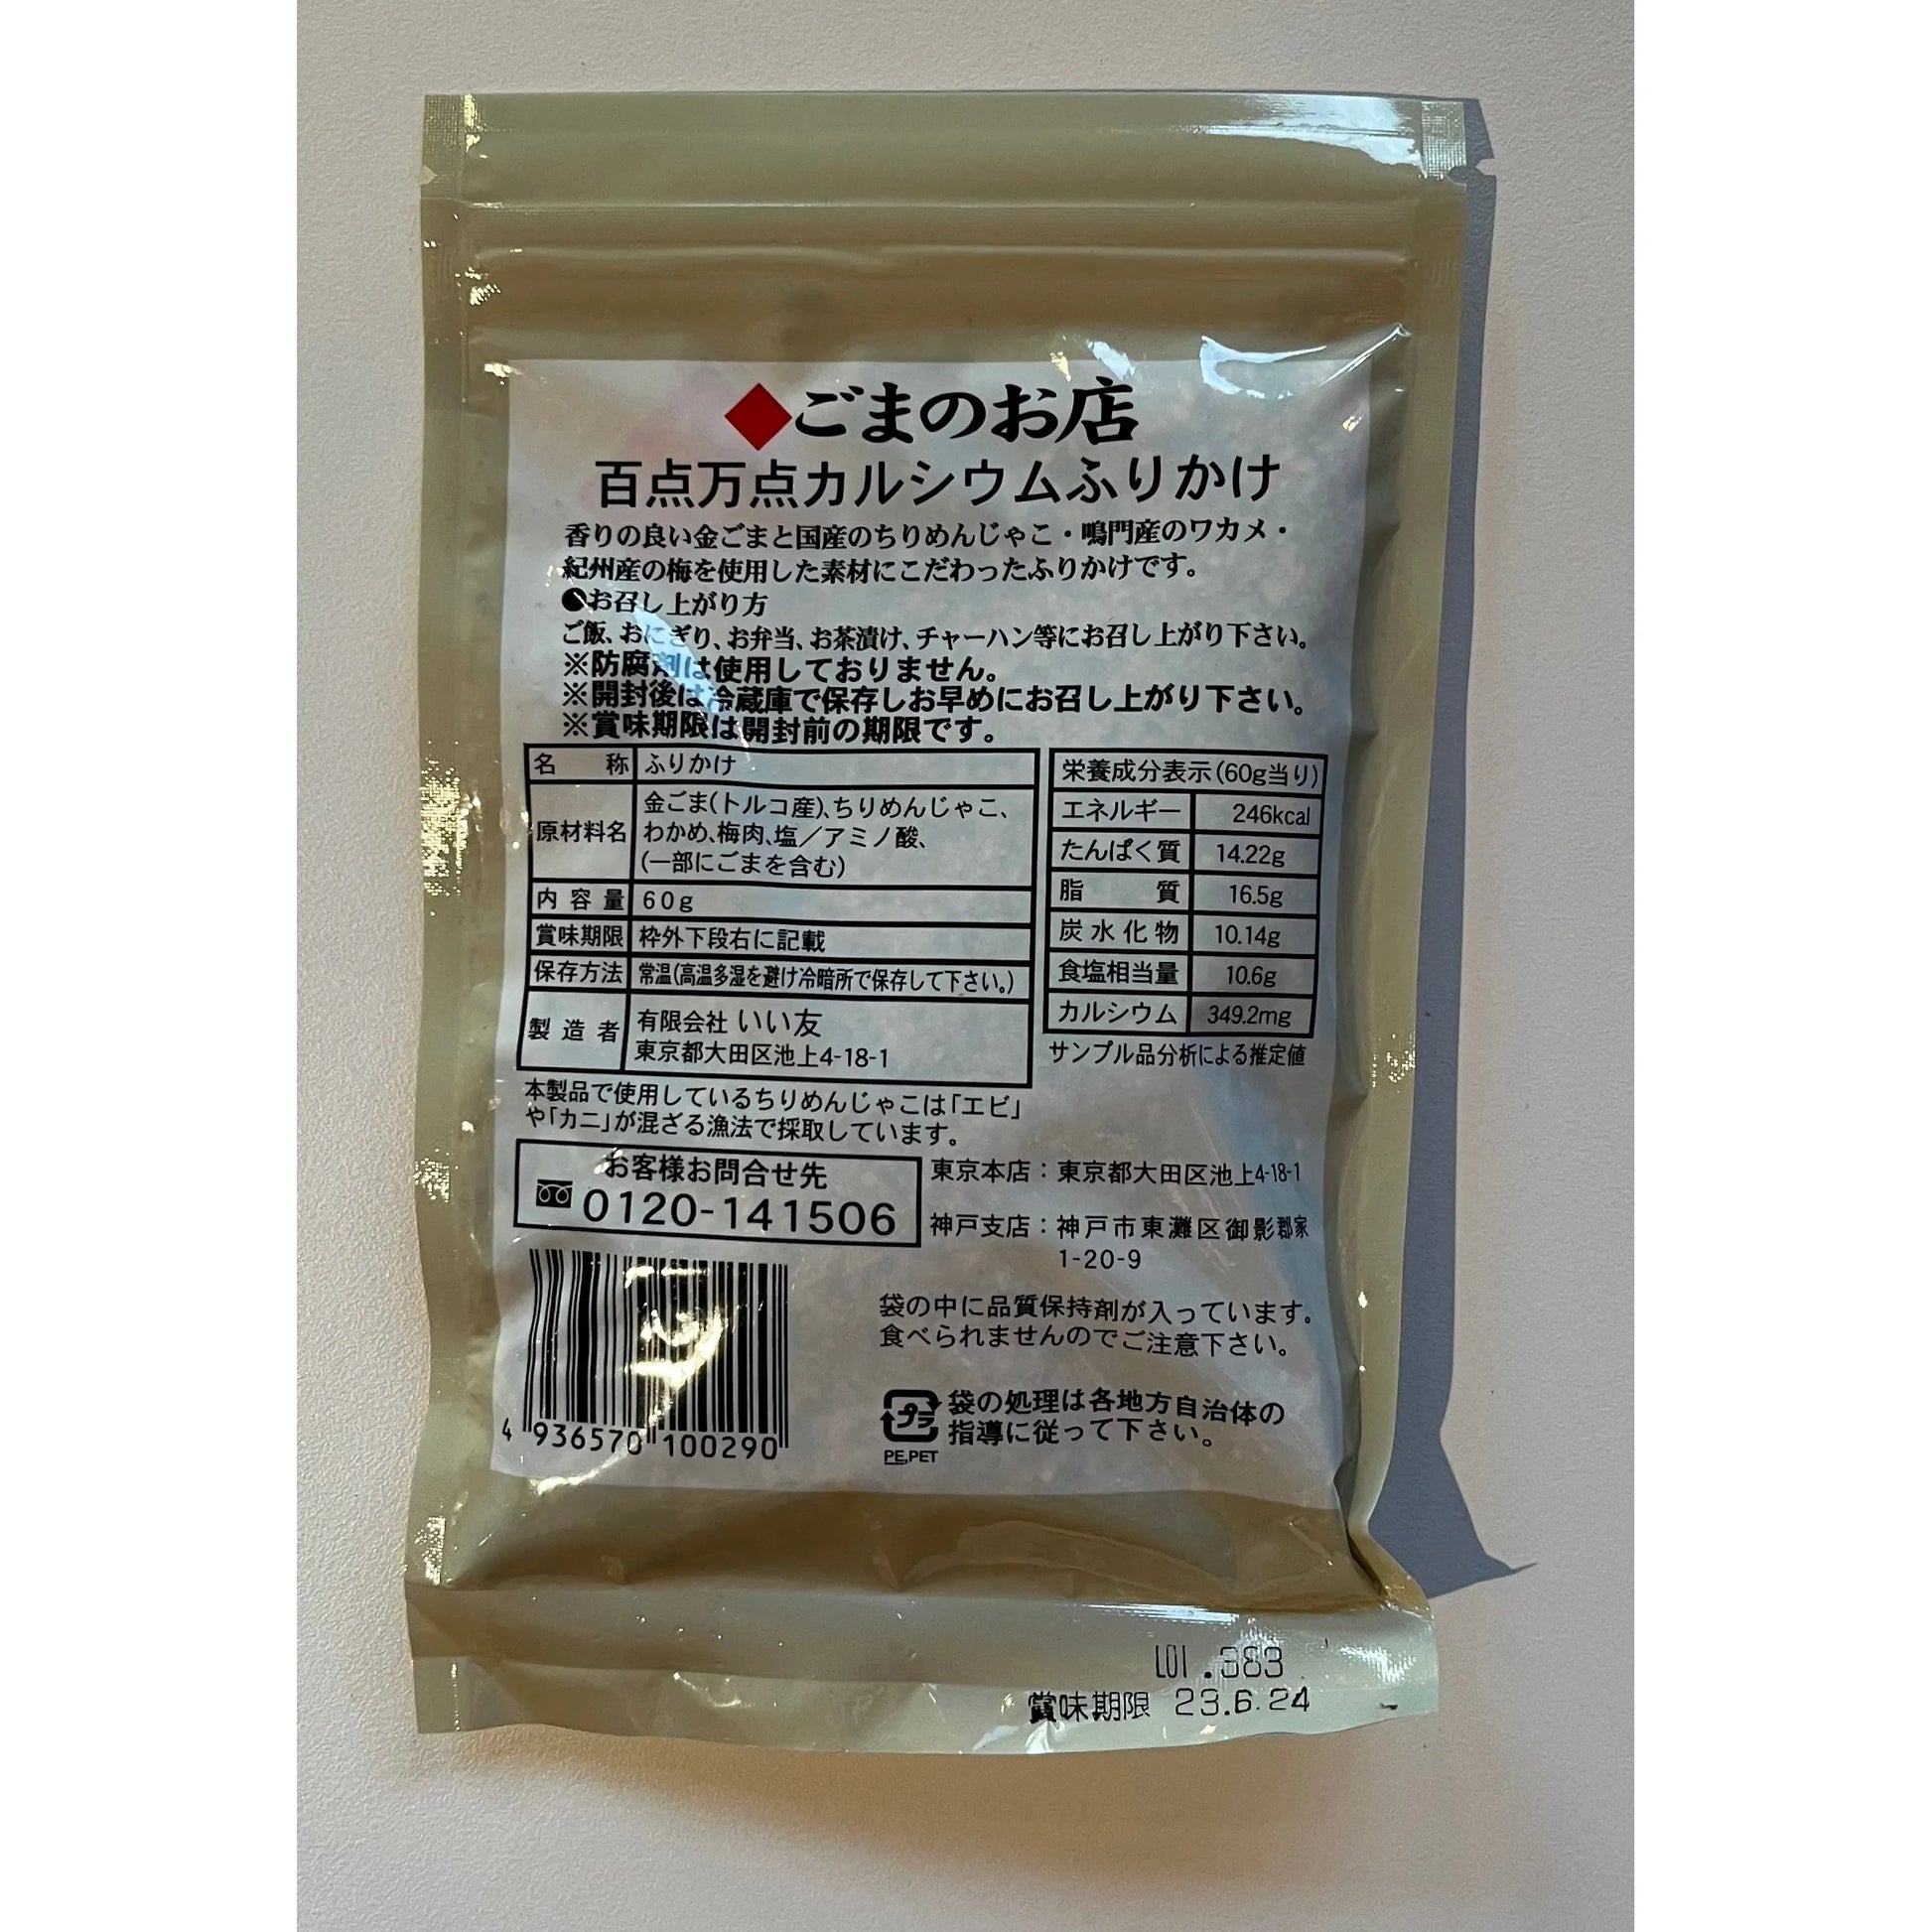 ◆ごまのお店
百点万点カルシウムふりかけ
香りの良い金ごまと国産のちりめんじゃこ・鳴門産のワカメ・
紀州産の梅を使用した素材にこだわったふりかけです。
●お召し上がり方
ご飯、おにぎり、お弁当、お茶漬け、チャーハン等にお召し上がり下さい。
※防腐剤は使用しておりません。
※開封後は冷蔵庫で保存しお早めにお召し上がり下さい。
※賞味期限は開封前の期限です。
名 称 ふりかけ
原材料名 金ごま(トルコ産)、ちりめんじゃこ、
わかめ、梅肉、塩／アミノ酸、
(一部にごまを含む)
内容量 60g
賞味期限 枠外下段右に記載
保存方法 常温(高温多湿を避け冷暗所で保存して下さい。)
製造者 有限会社 いい友
東京都大田区池上4-18-1
栄養成分表示(60g当り)
エネルギー 246kcal
たんぱく質 14.22g
脂 質 16.5g
炭水化物 10.14g
食塩相当量 10.6g
カルシウム 349.2mg
サンプル品分析による推定値
本製品で使用しているちりめんじゃこは「エビ」
や「カニ」が混ざる漁法で採取しています。
お客様お問合せ先
0120-141506
東京本店：東京都大田区池上4-18-1
神戸支店：神戸市東灘区御影郡家
1-20-9
袋の中に品質保持剤が入っています。
食べられませんのでご注意下さい。
4 936570 100290
プラ
PE,PET
袋の処理は各地方自治体の
指導に従って下さい。
LOT.383
賞味期限 23.6.24